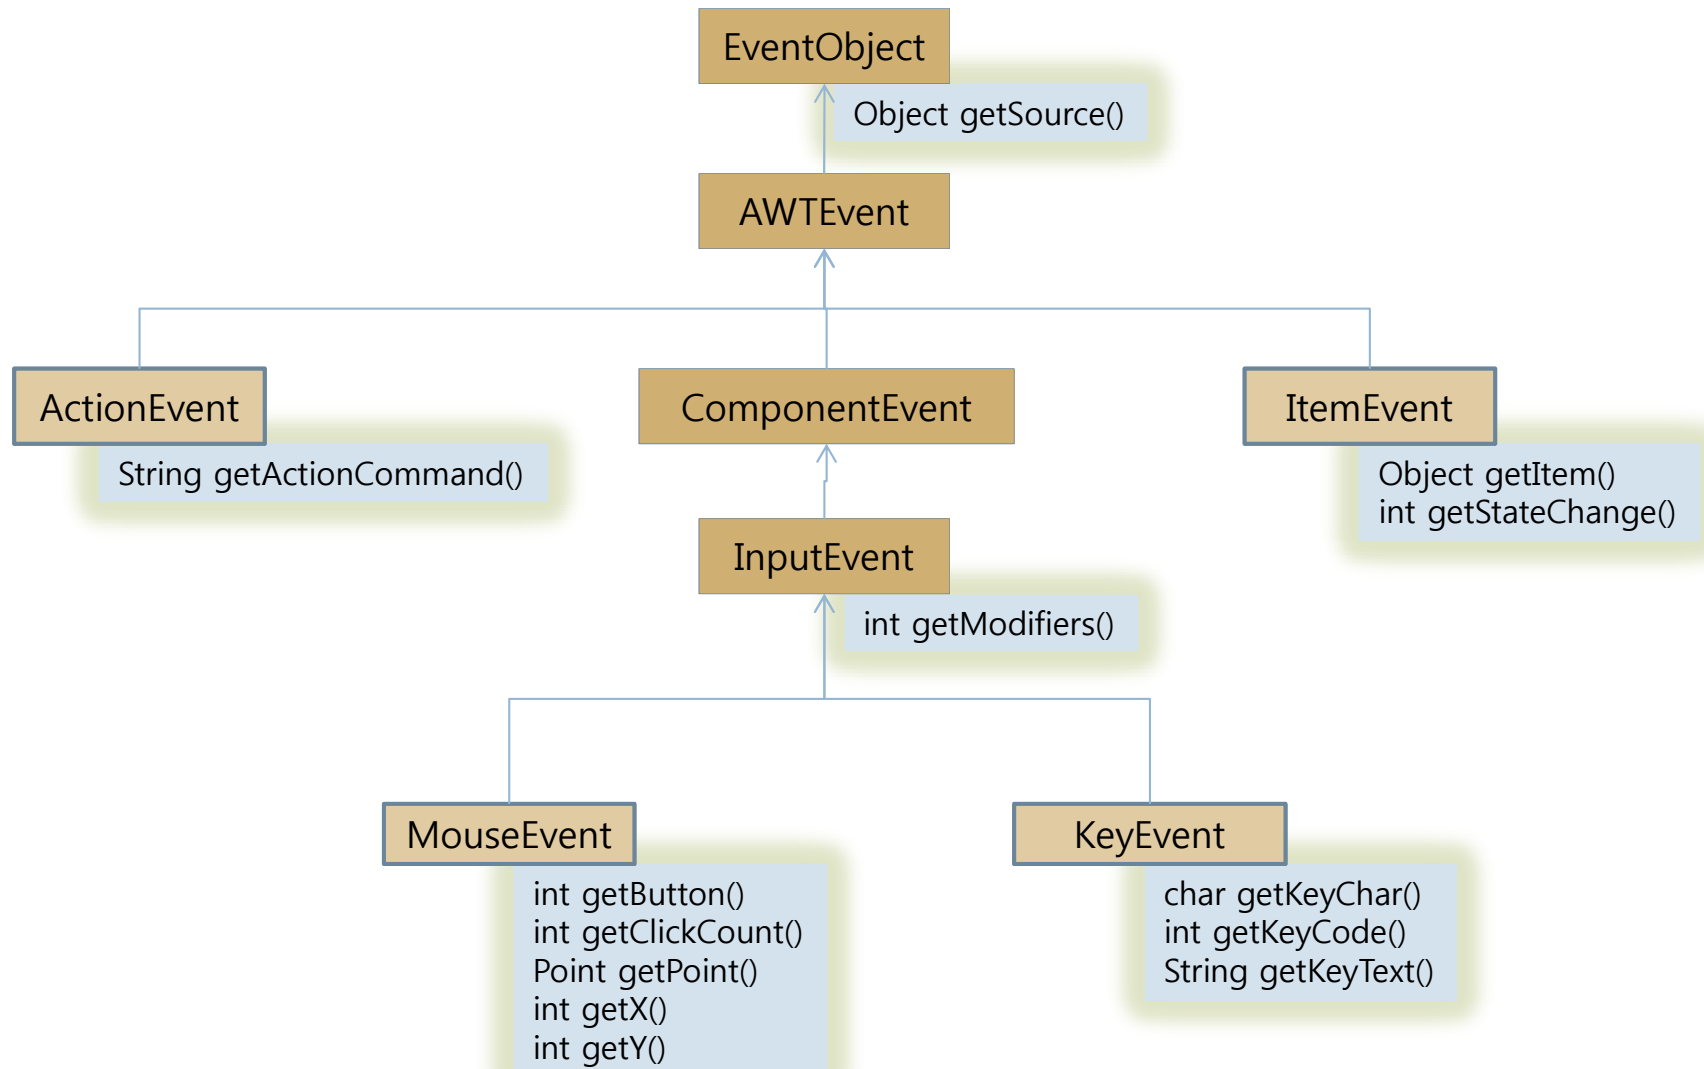 EventObject
Object getSource()
AWTEvent
ActionEvent
String getActionCommand()
ComponentEvent
ItemEvent
Object getItem()
int getStateChange()
InputEvent
int getModifiers()
MouseEvent
int getButton()
int getClickCount()
Point getPoint()
int getX()
int getY()
KeyEvent
char getKeyChar()
int getKeyCode()
String getKeyText()